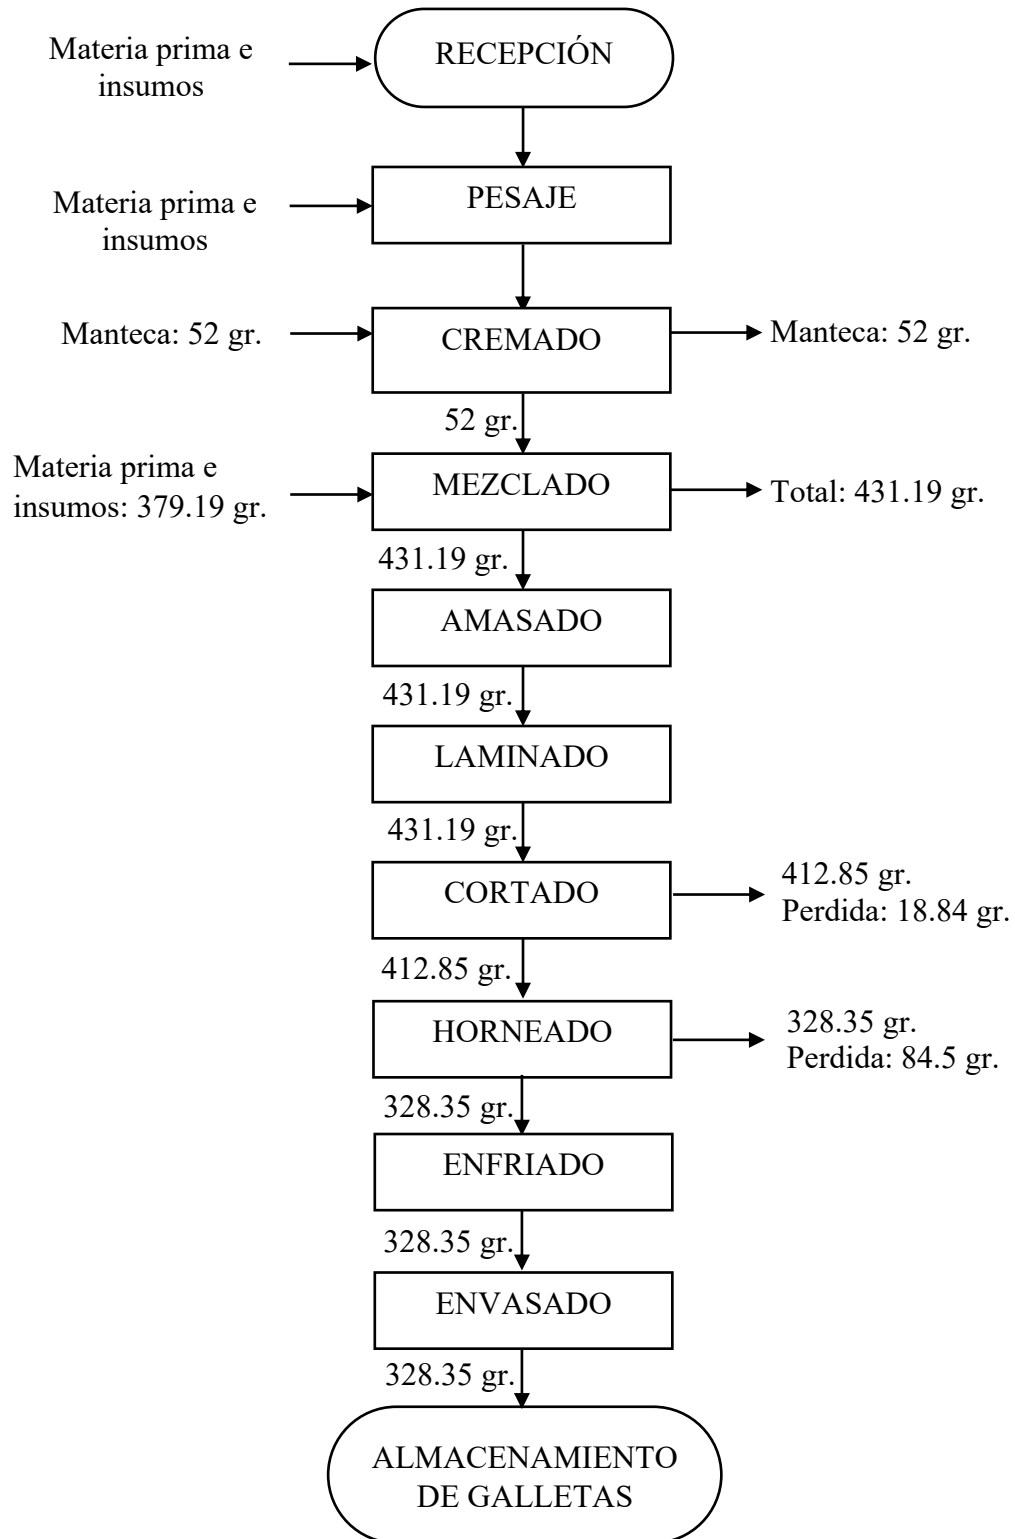 Materia prima e
insumos
RECEPCIÓN
Materia prima e
insumos
PESAJE
Manteca: 52 gr.
CREMADO
Manteca: 52 gr.
52 gr.
Materia prima e
insumos: 379.19 gr.
MEZCLADO
Total: 431.19 gr.
431.19 gr.
AMASADO
431.19 gr.
LAMINADO
431.19 gr.
CORTADO
412.85 gr.
Perdida: 18.84 gr.
412.85 gr.
HORNEADO
328.35 gr.
Perdida: 84.5 gr.
328.35 gr.
ENFRIADO
328.35 gr.
ENVASADO
328.35 gr.
ALMACENAMIENTO
DE GALLETAS